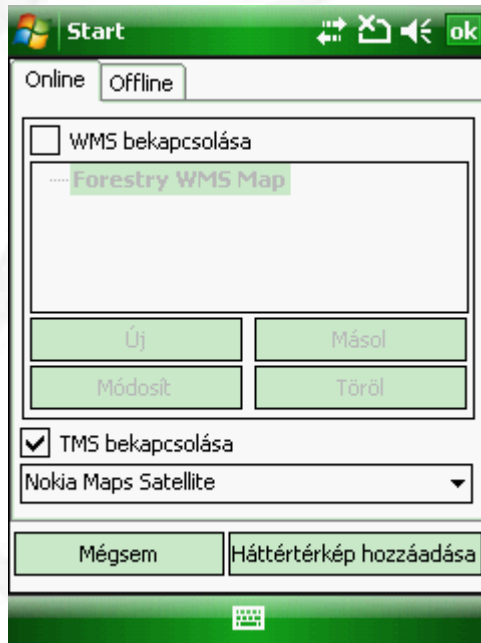 Start
ok
Online Offline
WMS bekapcsolása
Forestry WMS Map
Új Másol
Módosít Töröl
TMS bekapcsolása
Nokia Maps Satellite
Mégsem Háttértérkép hozzáadása